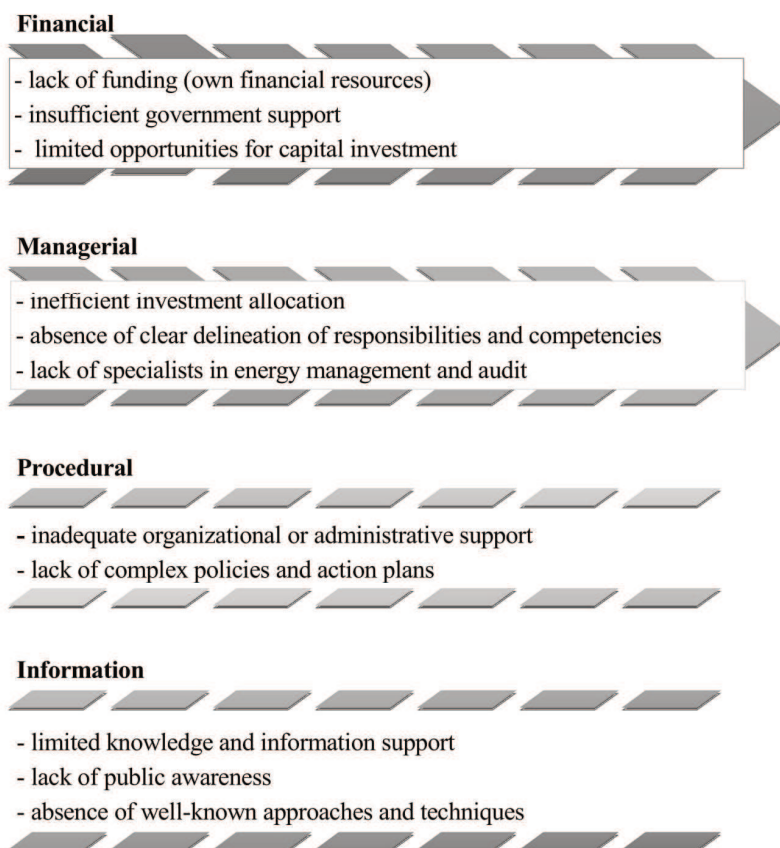 Financial
- lack of funding (own financial resources)
- insufficient government support
- limited opportunities for capital investment
Managerial
- inefficient investment allocation
- absence of clear delineation of responsibilities and competencies
- lack of specialists in energy management and audit
Procedural
- inadequate organizational or administrative support
- lack of complex policies and action plans
Information
- limited knowledge and information support
- lack of public awareness
- absence of well-known approaches and techniques